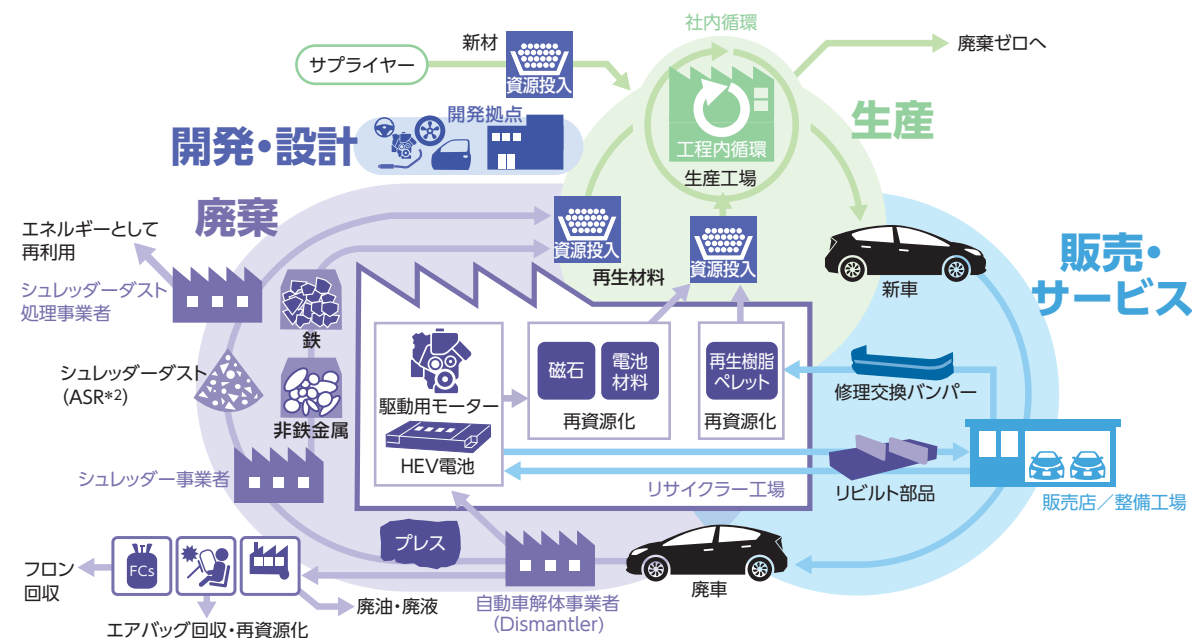 社内循環
新材
サプライヤー
資源投入
廃棄ゼロへ
開発拠点
開発・設計
生産
工程内循環
生産工場
廃棄
エネルギーとして
再利用
資源投入
資源投入
再生材料
販売・
サービス
新車
シュレッダーダスト
処理事業者
鉄
シュレッダーダスト
(ASR*2)
非鉄金属
駆動用モーター
HEV電池
磁石
電池
材料
再資源化
再生樹脂
ペレット
再資源化
修理交換バンパー
シュレッダー事業者
リサイクラー工場
リビルト部品
販売店／整備工場
プレス
フロン
回収
FCs
廃油・廃液
エアバッグ回収・再資源化
自動車解体事業者
(Dismantler)
廃車